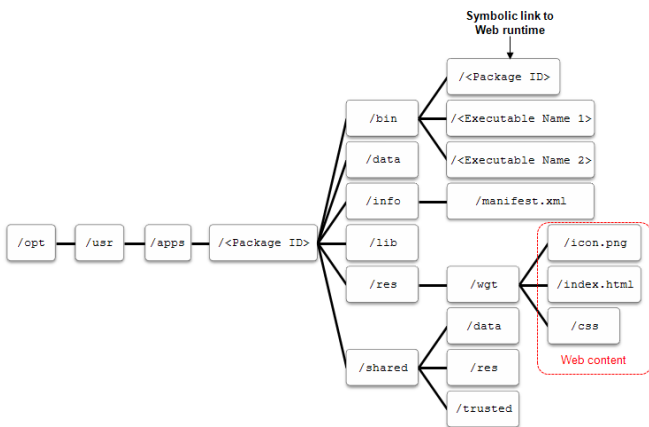 Symbolic link to
Web runtime
/<Package ID>
/bin
/<Executable Name 1>
/data
/<Executable Name 2>
/info
/manifest.xml
/opt
/usr
/apps
/<Package ID>
/lib
/icon.png
/res
/wgt
/index.html
/data
/css
/shared
/res
Web content
/trusted